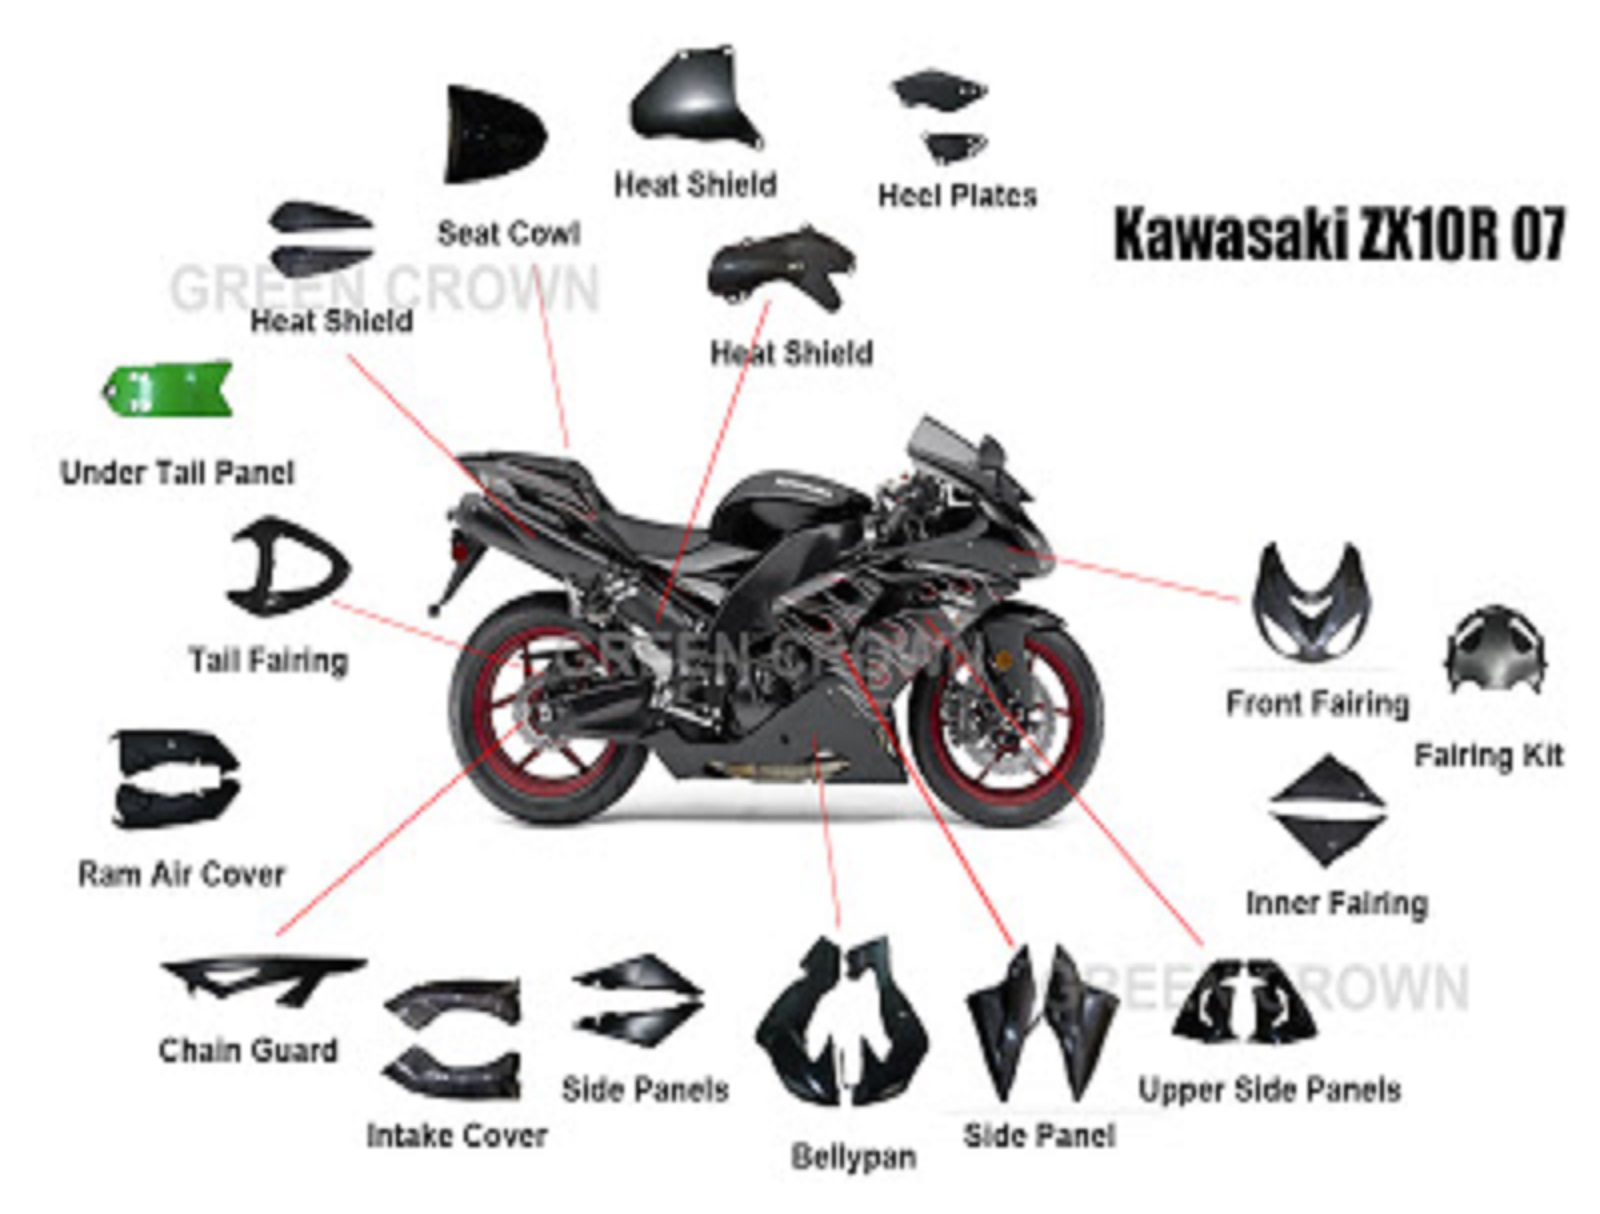 Heat Shield
Heel Plates
Seat Cowl
Kawasaki ZX10R 07
GREEN CROWN
Heat Shield
Heat Shield
Under Tail Panel
GREEN CROWN
Tail Fairing
Front Fairing
Fairing Kit
Ram Air Cover
Inner Fairing
GREEN CROWN
Chain Guard
Side Panels
Upper Side Panels
Intake Cover
Side Panel
Bellypan